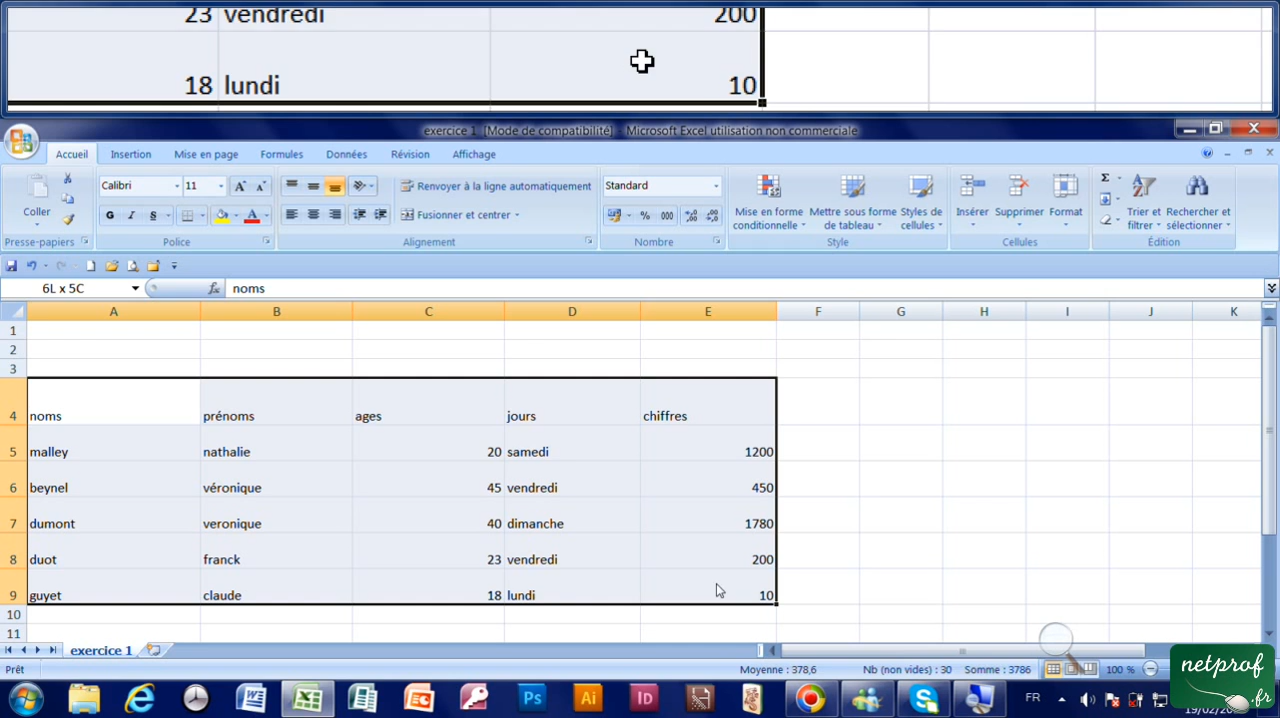 23 vendredi 200
18 lundi 10
exercice 1 [Mode de compatibilité] - Microsoft Excel utilisation non commerciale
Accueil Insertion Mise en page Formules Données Révision Affichage
Coller Calibri 11 Renvoyer à la ligne automatiquement Standard
G I S A Fusionner et centrer % 000
Mise en forme conditionnelle Mettre sous forme de tableau Styles de cellules Insérer Supprimer Format Trier et filtrer Rechercher et sélectionner
Presse-papiers Police Alignement Nombre Style Cellules Édition
6L x 5C fx noms
A B C D E F G H I J K
1
2
3
4 noms prénoms ages jours chiffres
5 malley nathalie 20 samedi 1200
6 beynel véronique 45 vendredi 450
7 dumont veronique 40 dimanche 1780
8 duot franck 23 vendredi 200
9 guyet claude 18 lundi 10
10
11
exercice 1
Prêt Moyenne : 378,6 Nb (non vides) : 30 Somme : 3786 100 %
netprof
.fr
Ps Ai Id FR